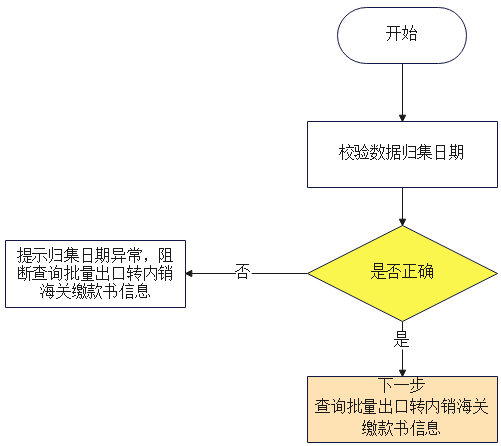 开始
校验数据归集日期
是否正确
否
提示归集日期异常，阻
断查询批量出口转内销
海关缴款书信息
是
下一步
查询批量出口转内销海关
缴款书信息